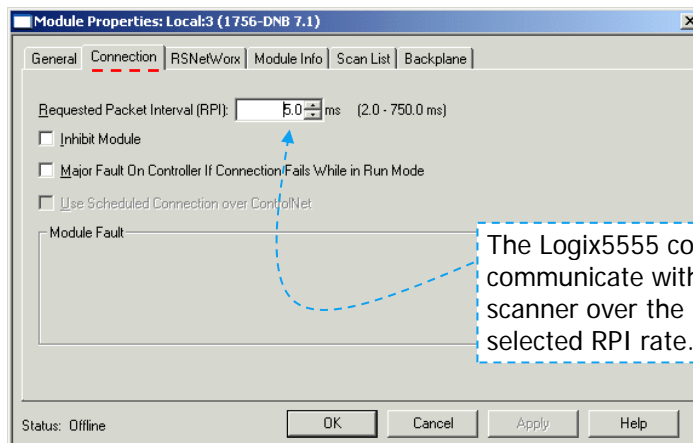 Module Properties: Local:3 (1756-DNB 7.1)
General Connection RSNetWorx Module Info Scan List Backplane
Requested Packet Interval (RPI): 5.0 ms (2.0 - 750.0 ms)
Inhibit Module
Major Fault On Controller If Connection Fails While in Run Mode
Use Scheduled Connection over ControlNet
Module Fault
The Logix5555 co
communicate with
scanner over the
selected RPI rate.
Status: Offline OK Cancel Apply Help